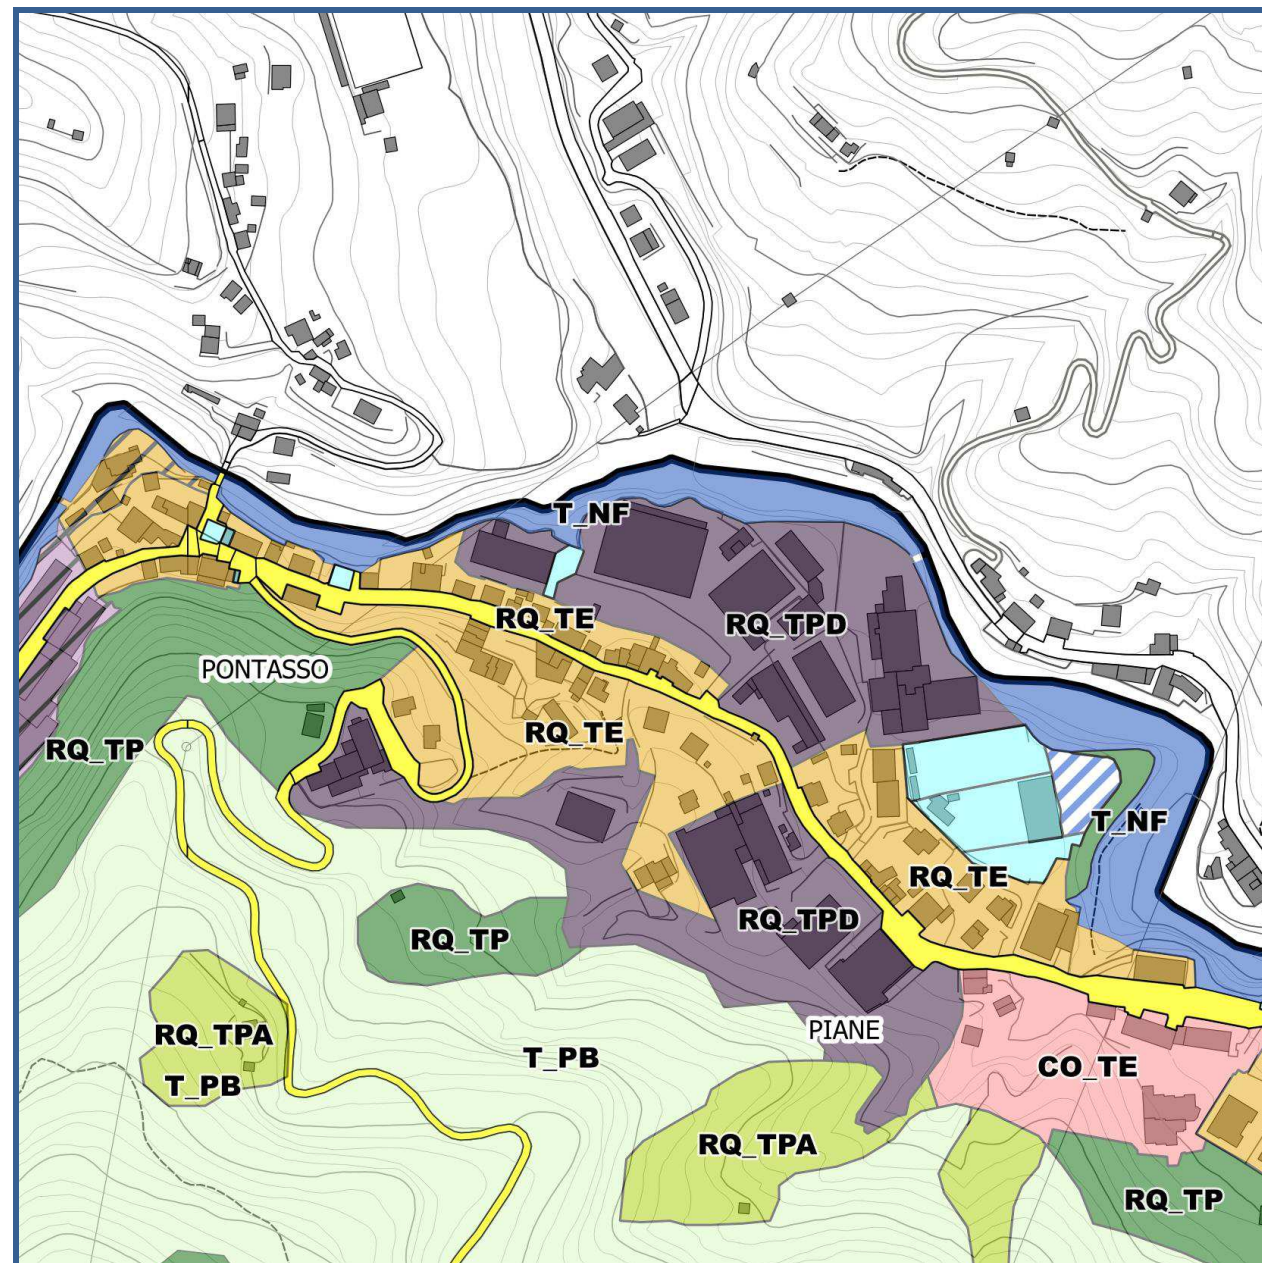 T_NF
RQ_TE
RQ_TPD
PONTASSO
RQ_TE
RQ_TP
T_NF
RQ_TE
RQ_TPD
RQ_TP
PIANE
RQ_TPA
T_PB
T_PB
CO_TE
RQ_TPA
RQ_TP